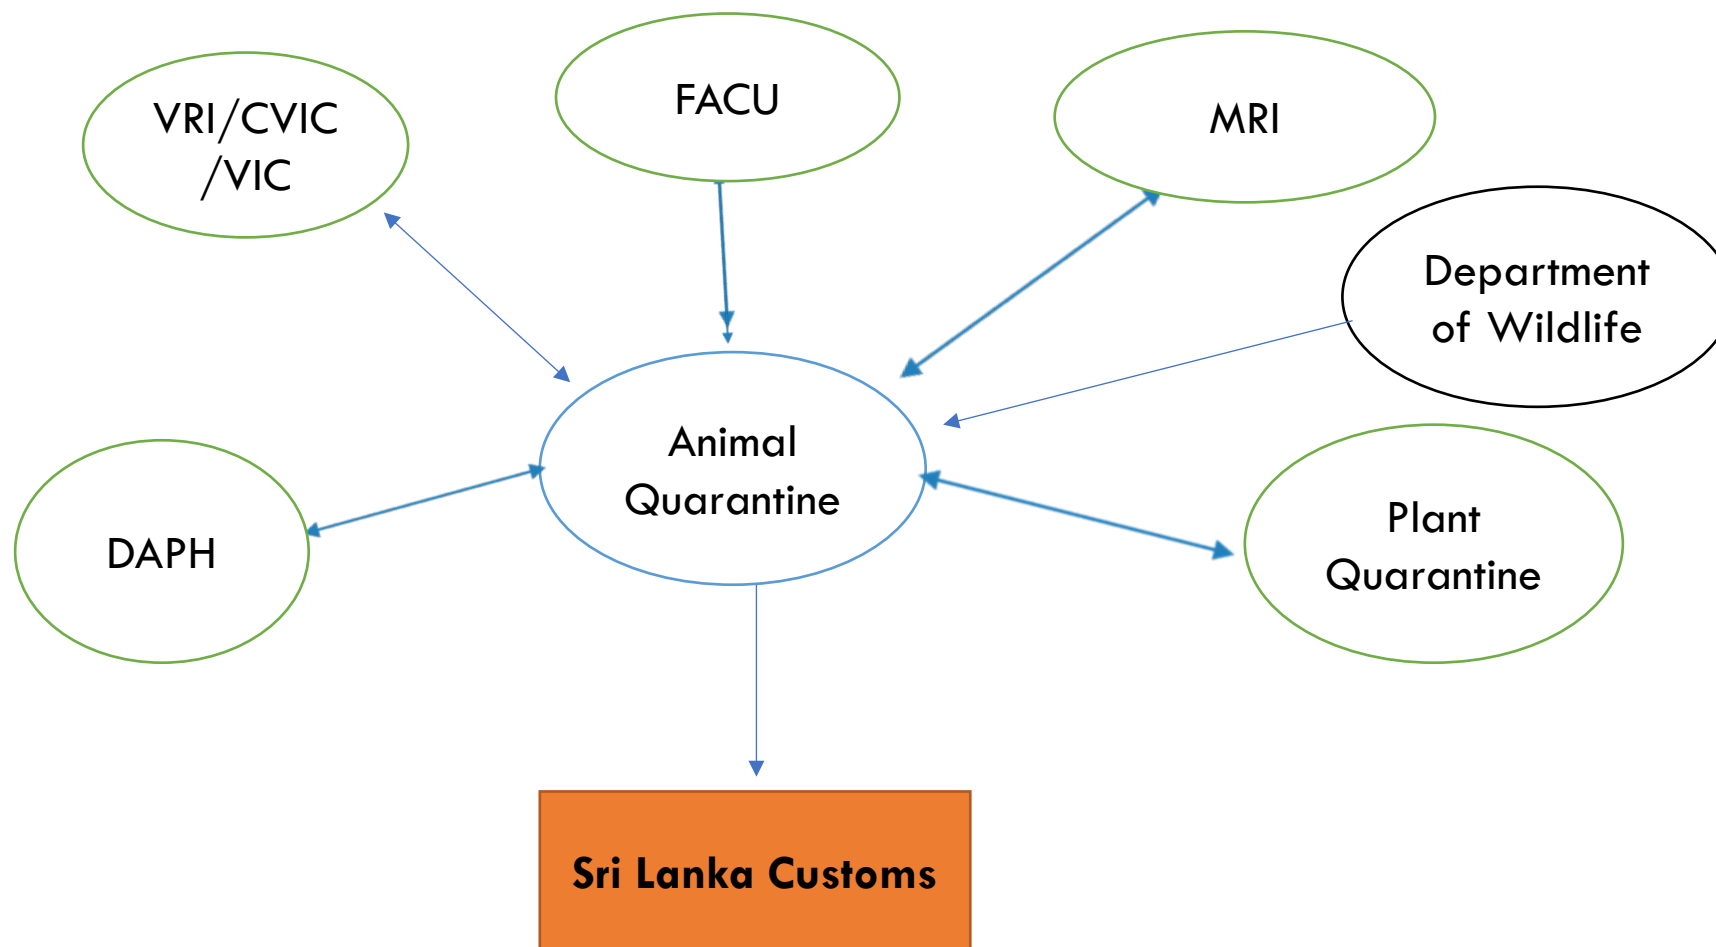 VRI/CVIC
/VIC
FACU
MRI
Department
of Wildlife
Animal
Quarantine
DAPH
Plant
Quarantine
Sri Lanka Customs